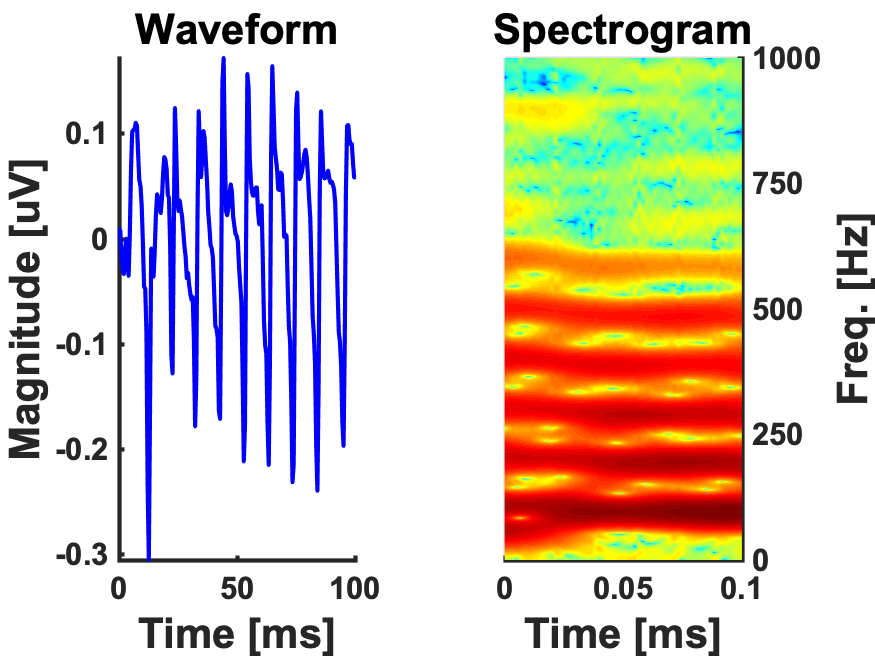 Waveform
Magnitude [uV]
0.1
0
-0.1
-0.2
-0.3
0
50
100
Time [ms]
Spectrogram
1000
750
500
250
0
Freq. [Hz]
0
0.05
0.1
Time [ms]